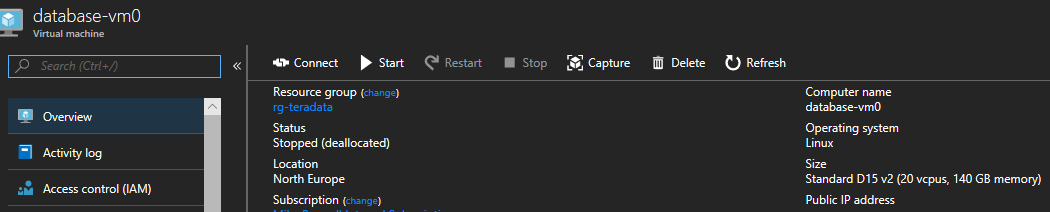 database-vm0
Virtual machine
Search (Ctrl+/)
«
Overview
Activity log
Access control (IAM)
Connect Start Restart Stop Capture Delete Refresh
Resource group (change)
rg-teradata
Status
Stopped (deallocated)
Location
North Europe
Subscription (change)
Computer name
database-vm0
Operating system
Linux
Size
Standard D15 v2 (20 vcpus, 140 GB memory)
Public IP address